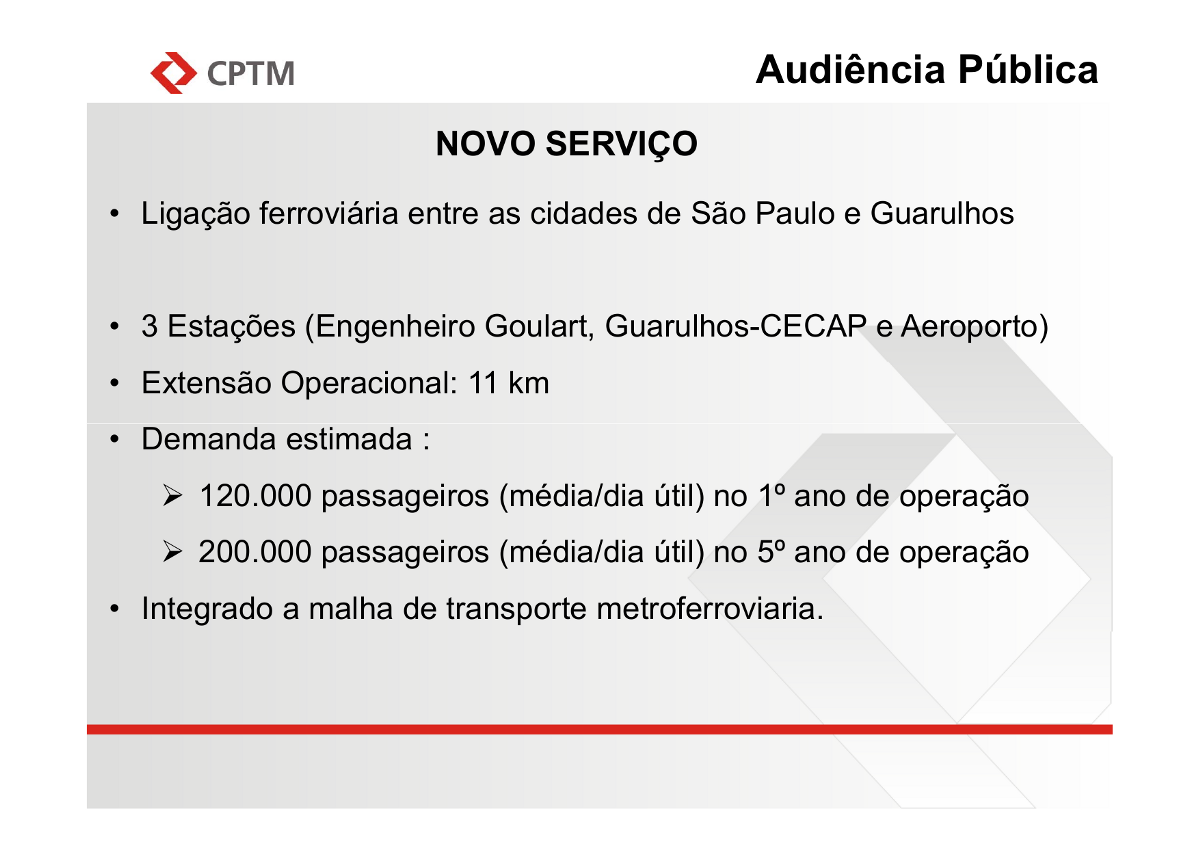 CPTM
Audiência Pública
NOVO SERVIÇO
• Ligação ferroviária entre as cidades de São Paulo e Guarulhos
• 3 Estações (Engenheiro Goulart, Guarulhos-CECAP e Aeroporto)
• Extensão Operacional: 11 km
• Demanda estimada :
➢ 120.000 passageiros (média/dia útil) no 1º ano de operação
➢ 200.000 passageiros (média/dia útil) no 5º ano de operação
• Integrado a malha de transporte metroferroviaria.